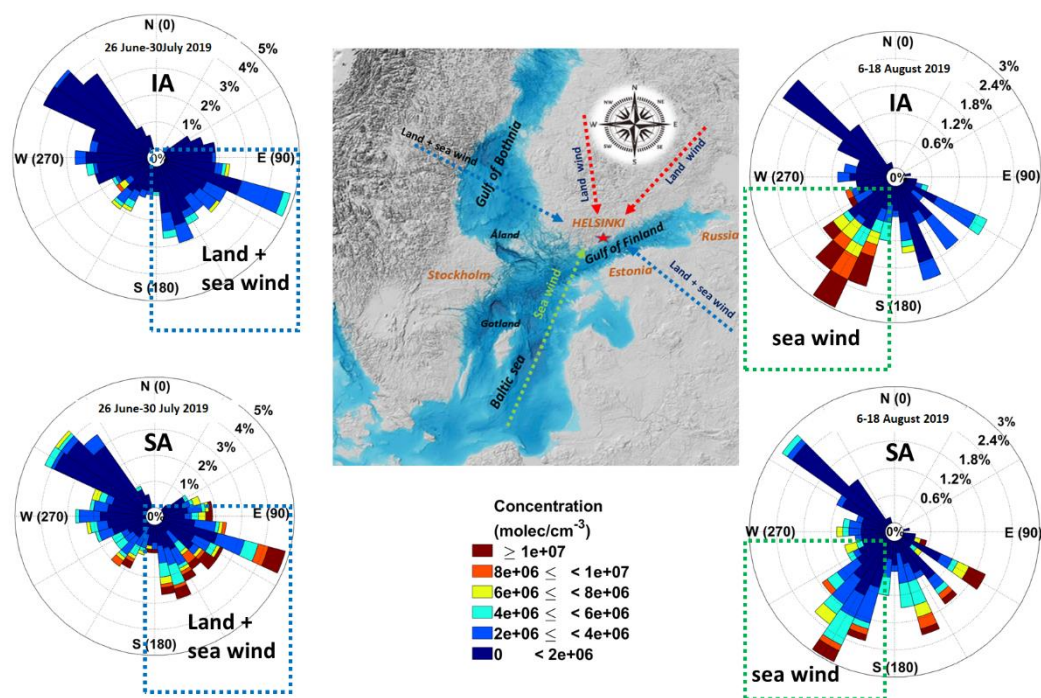 N (0)
26 June-30July 2019
IA
5%
4%
3%
2%
1%
0%
W (270)
E (90)
S (180)
Land +
sea wind
N (0)
26 June-30 July 2019
SA
5%
4%
3%
2%
1%
0%
W (270)
E (90)
S (180)
Land +
sea wind
N
NW
NE
W
E
SW
SE
S
Land + sea wind
Gulf of Bothnia
Land wind
Land wind
HELSINKI
Åland
Gulf of Finland
Russia
Stockholm
Estonia
Sea wind
Land + sea wind
Gotland
Baltic sea
Concentration
(molec/cm-3)
≥ 1e+07
8e+06 ≤ < 1e+07
6e+06 ≤ < 8e+06
4e+06 ≤ < 6e+06
2e+06 ≤ < 4e+06
0 < 2e+06
N (0)
6-18 August 2019
IA
3%
2.4%
1.8%
1.2%
0.6%
0%
W (270)
E (90)
S (180)
sea wind
N (0)
6-18 August 2019
SA
3%
2.4%
1.8%
1.2%
0.6%
0%
W (270)
E (90)
S (180)
sea wind